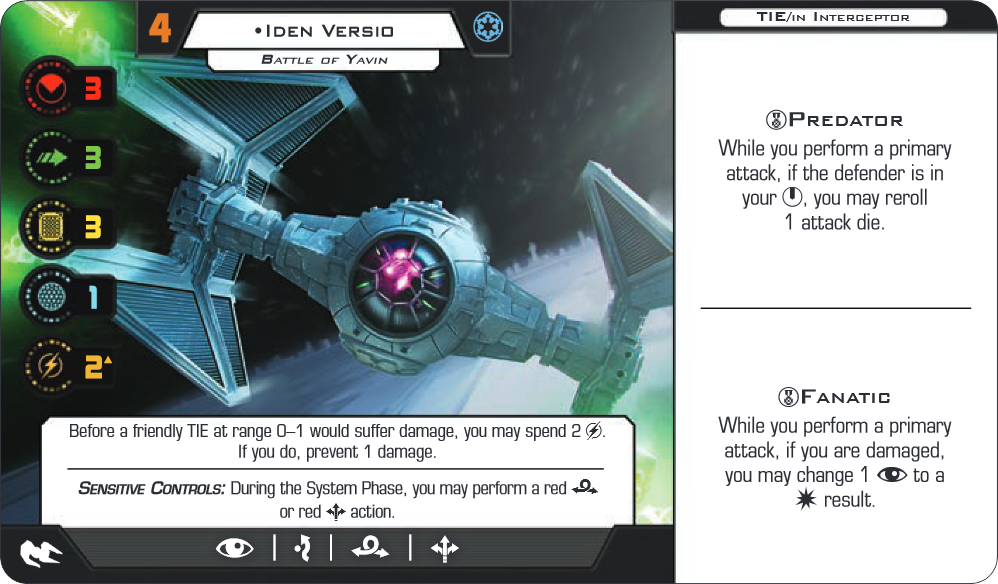 4
•Iden Versio
Battle of Yavin
3
3
3
1
2
Before a friendly TIE at range 0–1 would suffer damage, you may spend 2 .
If you do, prevent 1 damage.
Sensitive Controls: During the System Phase, you may perform a red
or red action.
TIE/in Interceptor
Predator
While you perform a primary
attack, if the defender is in
your , you may reroll
1 attack die.
Fanatic
While you perform a primary
attack, if you are damaged,
you may change 1 to a
result.